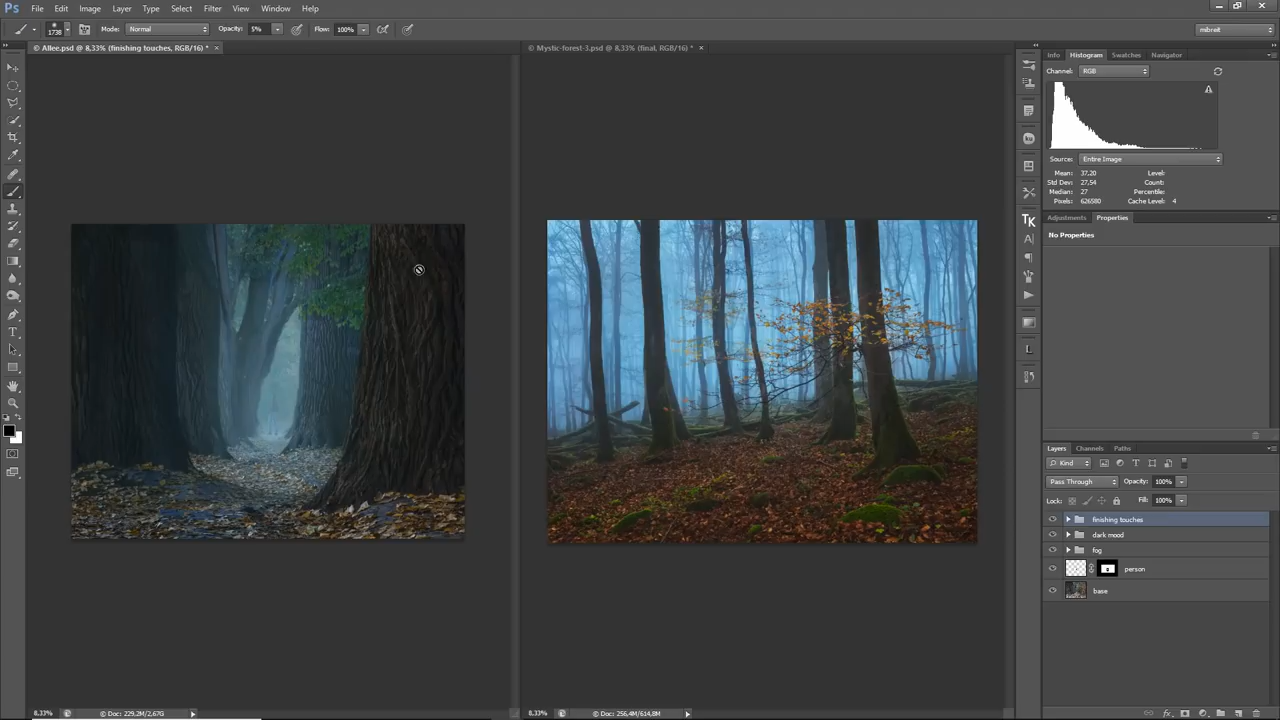 Ps File Edit Image Layer Type Select Filter View Window Help
1738 Mode: Normal Opacity: 5% Flow: 100% mbreit
© Allee.psd @ 8,33% (finishing touches, RGB/16) * × © Mystic-forest-3.psd @ 8,33% (final, RGB/16) * ×
Info Histogram Swatches Navigator
Channel: RGB
Source: Entire Image
Mean: 37,20 Level:
Std Dev: 27,54 Count:
Median: 27 Percentile:
Pixels: 626580 Cache Level: 4
Adjustments Properties
No Properties
TK
L
Layers Channels Paths
Kind
Pass Through Opacity: 100%
Lock: Fill: 100%
finishing touches
dark mood
fog
person
base
8,33% © Doc: 229,2M/2,67G 8,33% © Doc: 256,4M/614,8M
fx